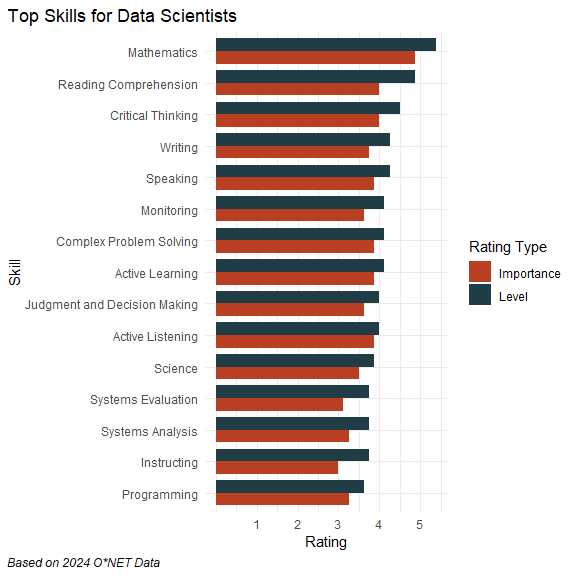 Top Skills for Data Scientists
Mathematics
Reading Comprehension
Critical Thinking
Writing
Speaking
Monitoring
Complex Problem Solving
Active Learning
Judgment and Decision Making
Active Listening
Science
Systems Evaluation
Systems Analysis
Instructing
Programming
Skill
1 2 3 4 5
Rating
Rating Type
Importance
Level
Based on 2024 O*NET Data